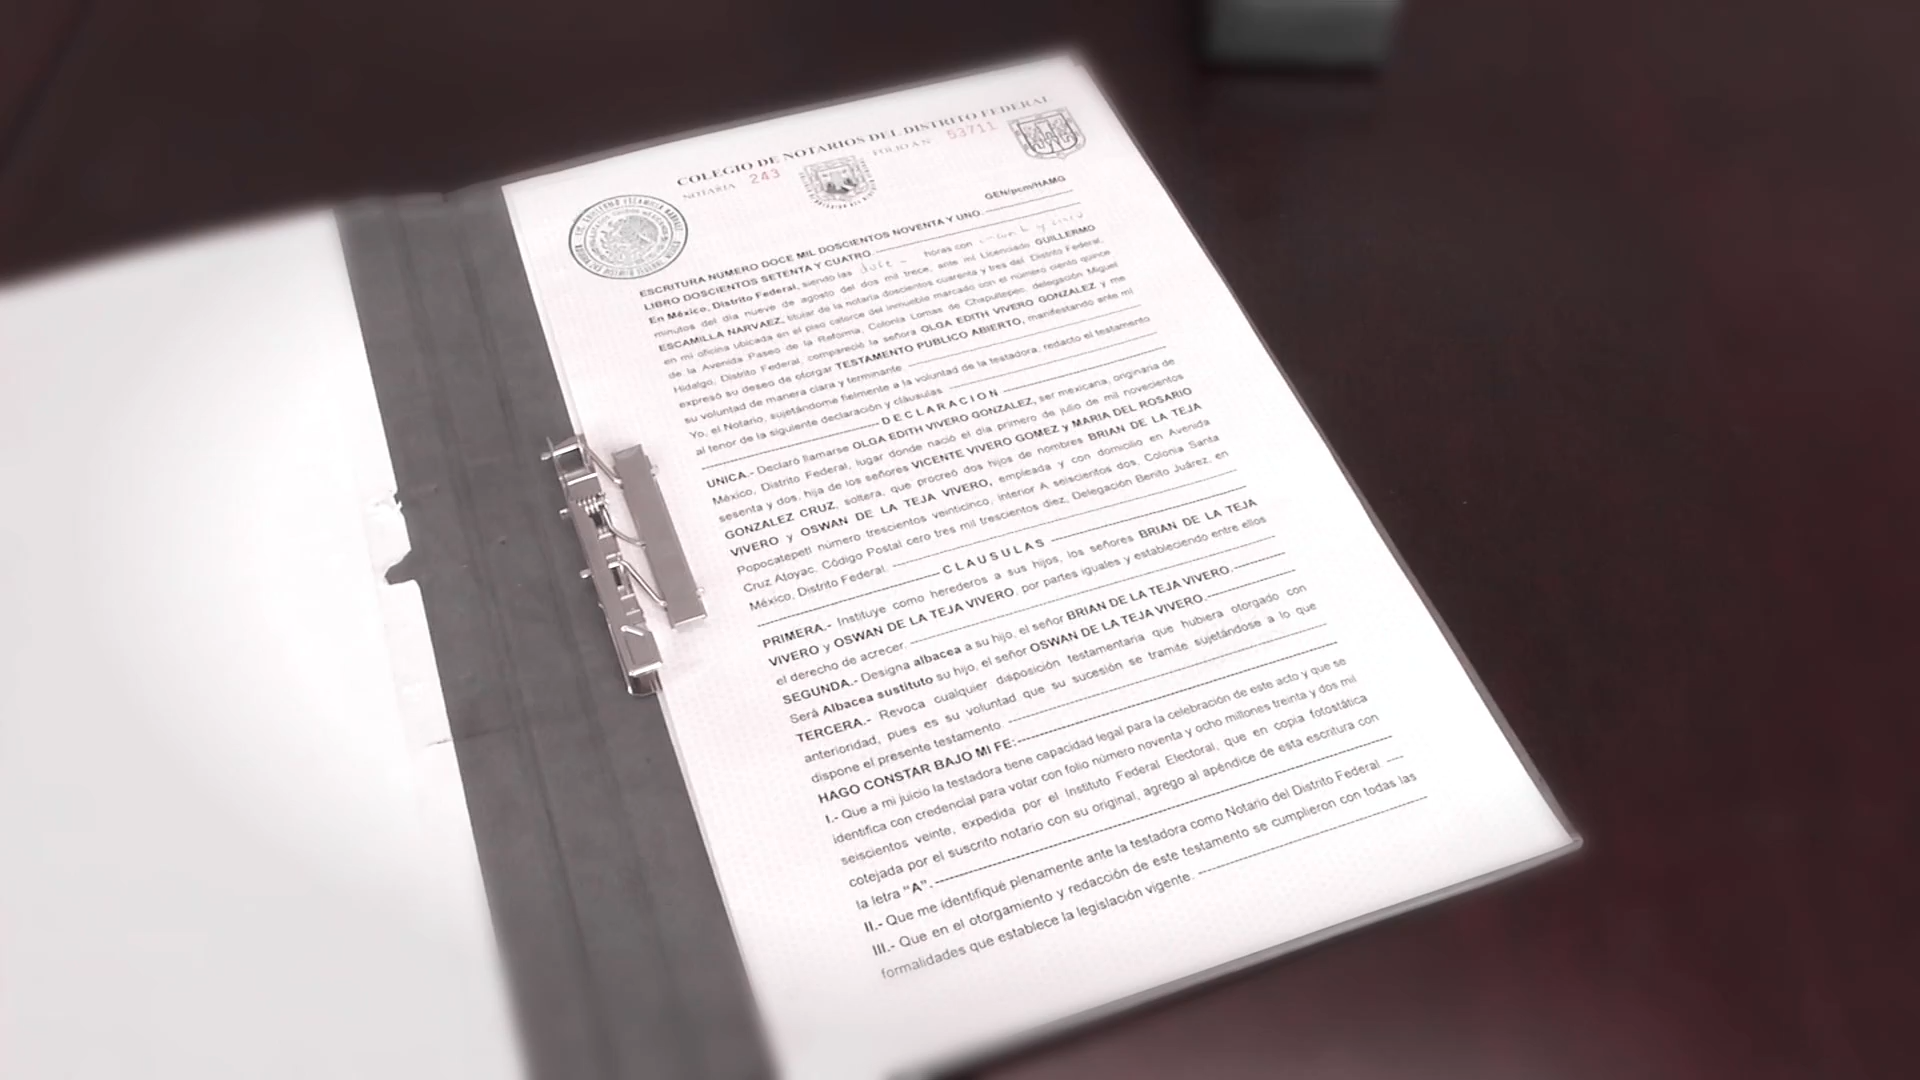 COLEGIO DE NOTARIOS DEL DISTRITO FEDERAL
NOTARIA 243 FOLIO A Nº 53711
GEN/pcm/HAMG
ESCRITURA NUMERO DOCE MIL DOSCIENTOS NOVENTA Y UNO.
LIBRO DOSCIENTOS SETENTA Y CUATRO.
En México, Distrito Federal, siendo las doce horas con
minutos del día nueve de agosto del dos mil trece, ante mí Licenciado GUILLERMO
ESCAMILLA NARVAEZ, titular de la notaría doscientos cuarenta y tres del Distrito Federal,
en mi oficina ubicada en el piso catorce del inmueble marcado con el número ciento quince
de la Avenida Paseo de la Reforma, Colonia Lomas de Chapultepec, delegación Miguel
Hidalgo, Distrito Federal, compareció la señora OLGA EDITH VIVERO GONZALEZ y me
expresó su deseo de otorgar TESTAMENTO PUBLICO ABIERTO, manifestando ante mí
su voluntad de manera clara y terminante.
Yo, el Notario, sujetándome fielmente a la voluntad de la testadora, redacto el testamento
al tenor de la siguiente declaración y cláusulas.
DECLARACION
UNICA.- Declaró llamarse OLGA EDITH VIVERO GONZALEZ, ser mexicana, originaria de
México, Distrito Federal, lugar donde nació el día primero de julio de mil novecientos
sesenta y dos, hija de los señores VICENTE VIVERO GOMEZ y MARIA DEL ROSARIO
GONZALEZ CRUZ, soltera, que procreó dos hijos de nombres BRIAN DE LA TEJA
VIVERO y OSWAN DE LA TEJA VIVERO, empleada y con domicilio en Avenida
Popocatépetl número trescientos veinticinco, interior A seiscientos dos, Colonia Santa
Cruz Atoyac, Código Postal cero tres mil trescientos diez, Delegación Benito Juárez, en
México, Distrito Federal.
CLAUSULAS
PRIMERA.- Instituye como herederos a sus hijos, los señores BRIAN DE LA TEJA
VIVERO y OSWAN DE LA TEJA VIVERO, por partes iguales y estableciendo entre ellos
el derecho de acrecer.
SEGUNDA.- Designa albacea a su hijo, el señor BRIAN DE LA TEJA VIVERO.
Será Albacea sustituto su hijo, el señor OSWAN DE LA TEJA VIVERO.
TERCERA.- Revoca cualquier disposición testamentaria que hubiera otorgado con
anterioridad, pues es su voluntad que su sucesión se tramite sujetándose a lo que
dispone el presente testamento.
HAGO CONSTAR BAJO MI FE:
I.- Que a mi juicio la testadora tiene capacidad legal para la celebración de este acto y que se
identifica con credencial para votar con folio número noventa y ocho millones treinta y dos mil
seiscientos veinte, expedida por el Instituto Federal Electoral, que en copia fotostática
cotejada por el suscrito notario con su original, agrego al apéndice de esta escritura con
la letra "A".
II.- Que me identifiqué plenamente ante la testadora como Notario del Distrito Federal.
III.- Que en el otorgamiento y redacción de este testamento se cumplieron con todas las
formalidades que establece la legislación vigente.